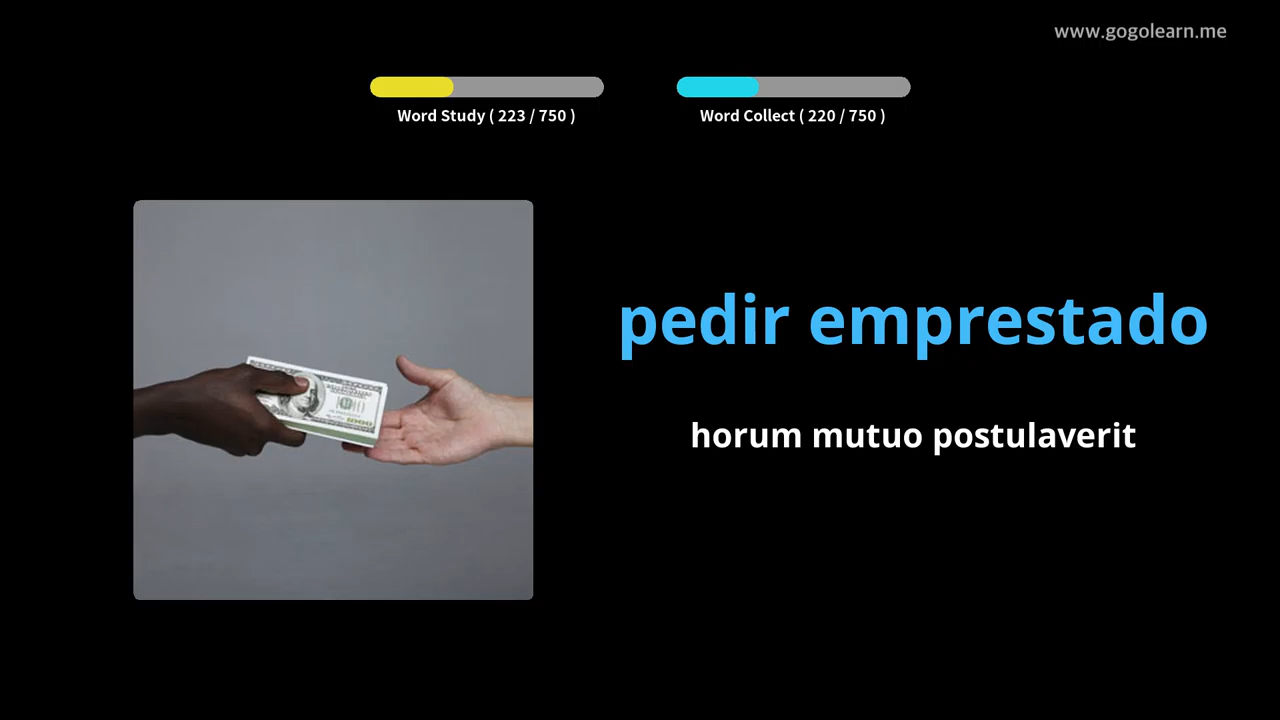 www.gogolearn.me
Word Study ( 223 / 750 )
Word Collect ( 220 / 750 )
pedir emprestado
horum mutuo postulaverit